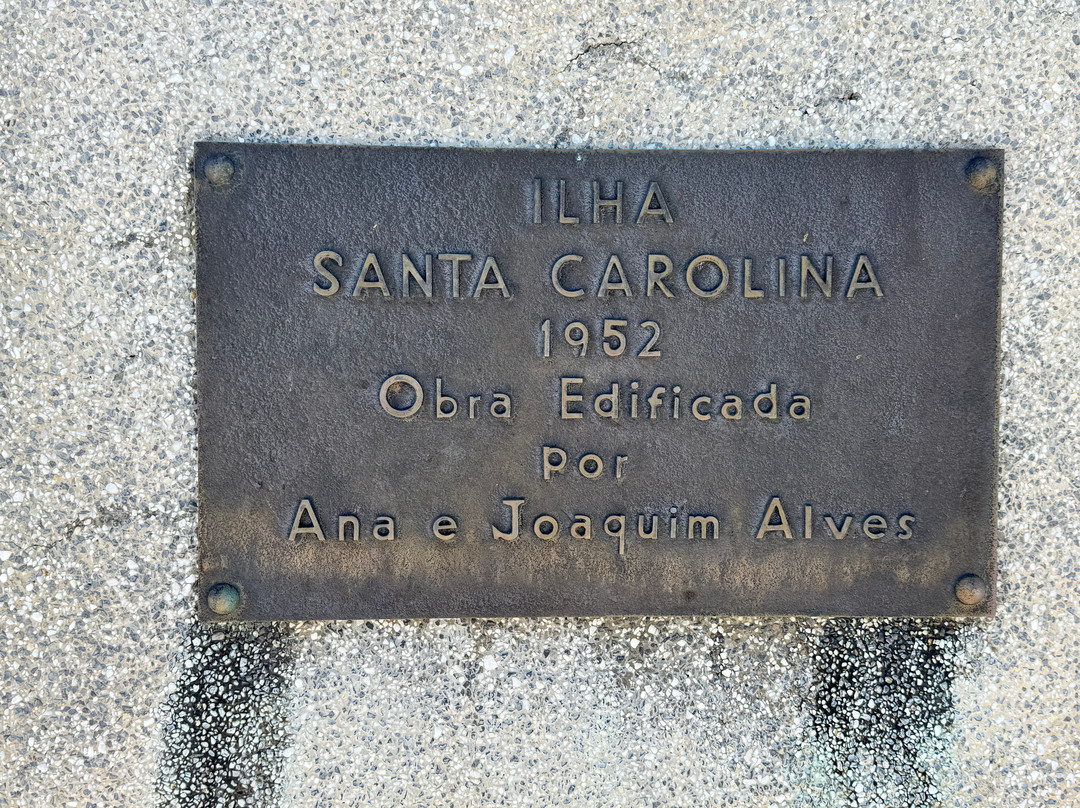 ILHA
SANTA CAROLINA
1952
Obra Edificada
por
Ana e Joaquim Alves